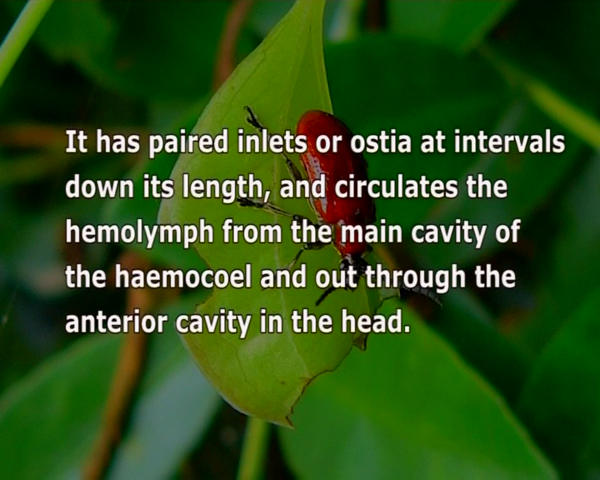 It has paired inlets or ostia at intervals
down its length, and circulates the
hemolymph from the main cavity of
the haemocoel and out through the
anterior cavity in the head.